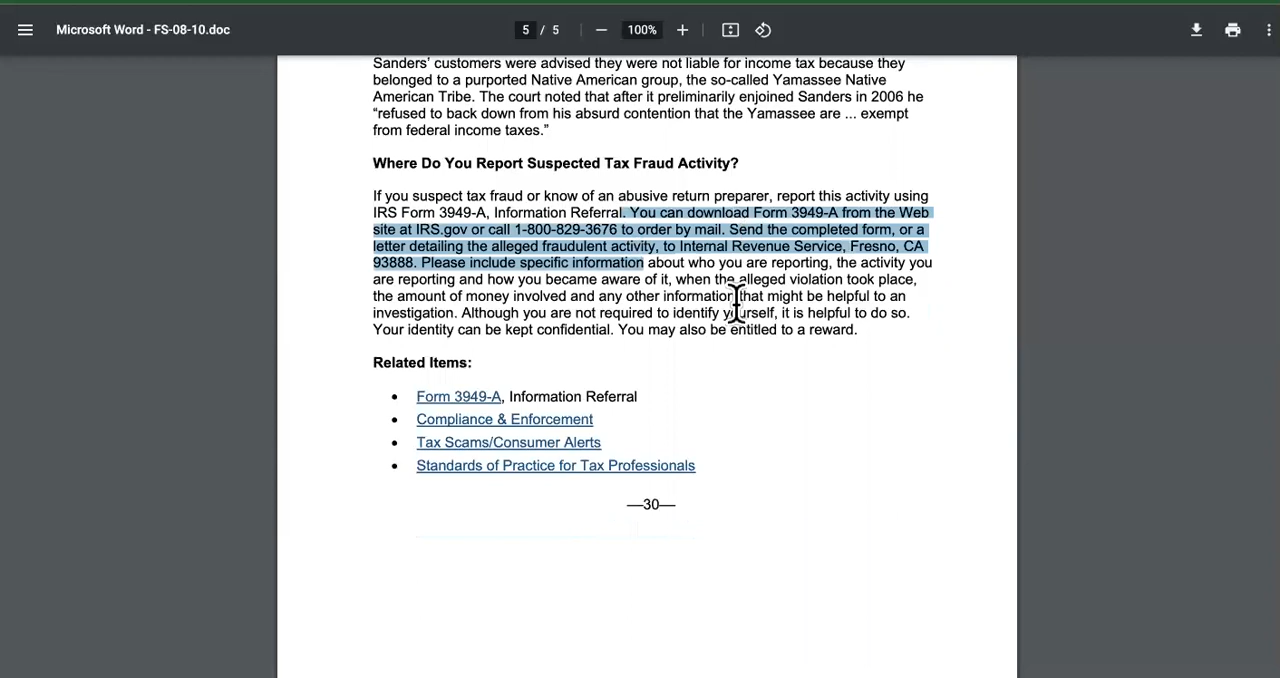 Microsoft Word - FS-08-10.doc
5 / 5
100%
Sanders' customers were advised they were not liable for income tax because they
belonged to a purported Native American group, the so-called Yamassee Native
American Tribe. The court noted that after it preliminarily enjoined Sanders in 2006 he
“refused to back down from his absurd contention that the Yamassee are ... exempt
from federal income taxes.”
Where Do You Report Suspected Tax Fraud Activity?
If you suspect tax fraud or know of an abusive return preparer, report this activity using
IRS Form 3949-A, Information Referral. You can download Form 3949-A from the Web
site at IRS.gov or call 1-800-829-3676 to order by mail. Send the completed form, or a
letter detailing the alleged fraudulent activity, to Internal Revenue Service, Fresno, CA
93888. Please include specific information about who you are reporting, the activity you
are reporting and how you became aware of it, when the alleged violation took place,
the amount of money involved and any other information that might be helpful to an
investigation. Although you are not required to identify yourself, it is helpful to do so.
Your identity can be kept confidential. You may also be entitled to a reward.
Related Items:
• Form 3949-A, Information Referral
• Compliance & Enforcement
• Tax Scams/Consumer Alerts
• Standards of Practice for Tax Professionals
—30—